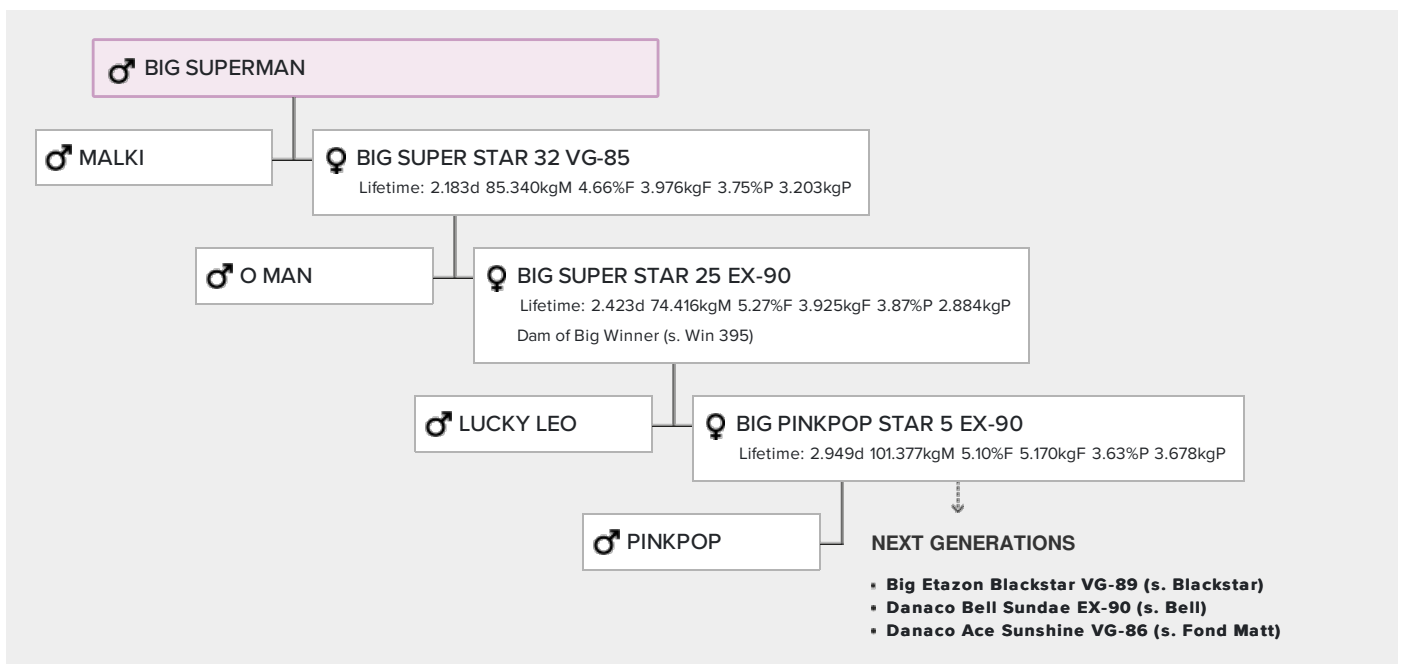 BIG SUPERMAN
MALKI
BIG SUPER STAR 32 VG-85
Lifetime: 2.183d 85.340kgM 4.66%F 3.976kgF 3.75%P 3.203kgP
O MAN
BIG SUPER STAR 25 EX-90
Lifetime: 2.423d 74.416kgM 5.27%F 3.925kgF 3.87%P 2.884kgP
Dam of Big Winner (s. Win 395)
LUCKY LEO
BIG PINKPOP STAR 5 EX-90
Lifetime: 2.949d 101.377kgM 5.10%F 5.170kgF 3.63%P 3.678kgP
PINKPOP
NEXT GENERATIONS
• Big Etazon Blackstar VG-89 (s. Blackstar)
• Danaco Bell Sundae EX-90 (s. Bell)
• Danaco Ace Sunshine VG-86 (s. Fond Matt)